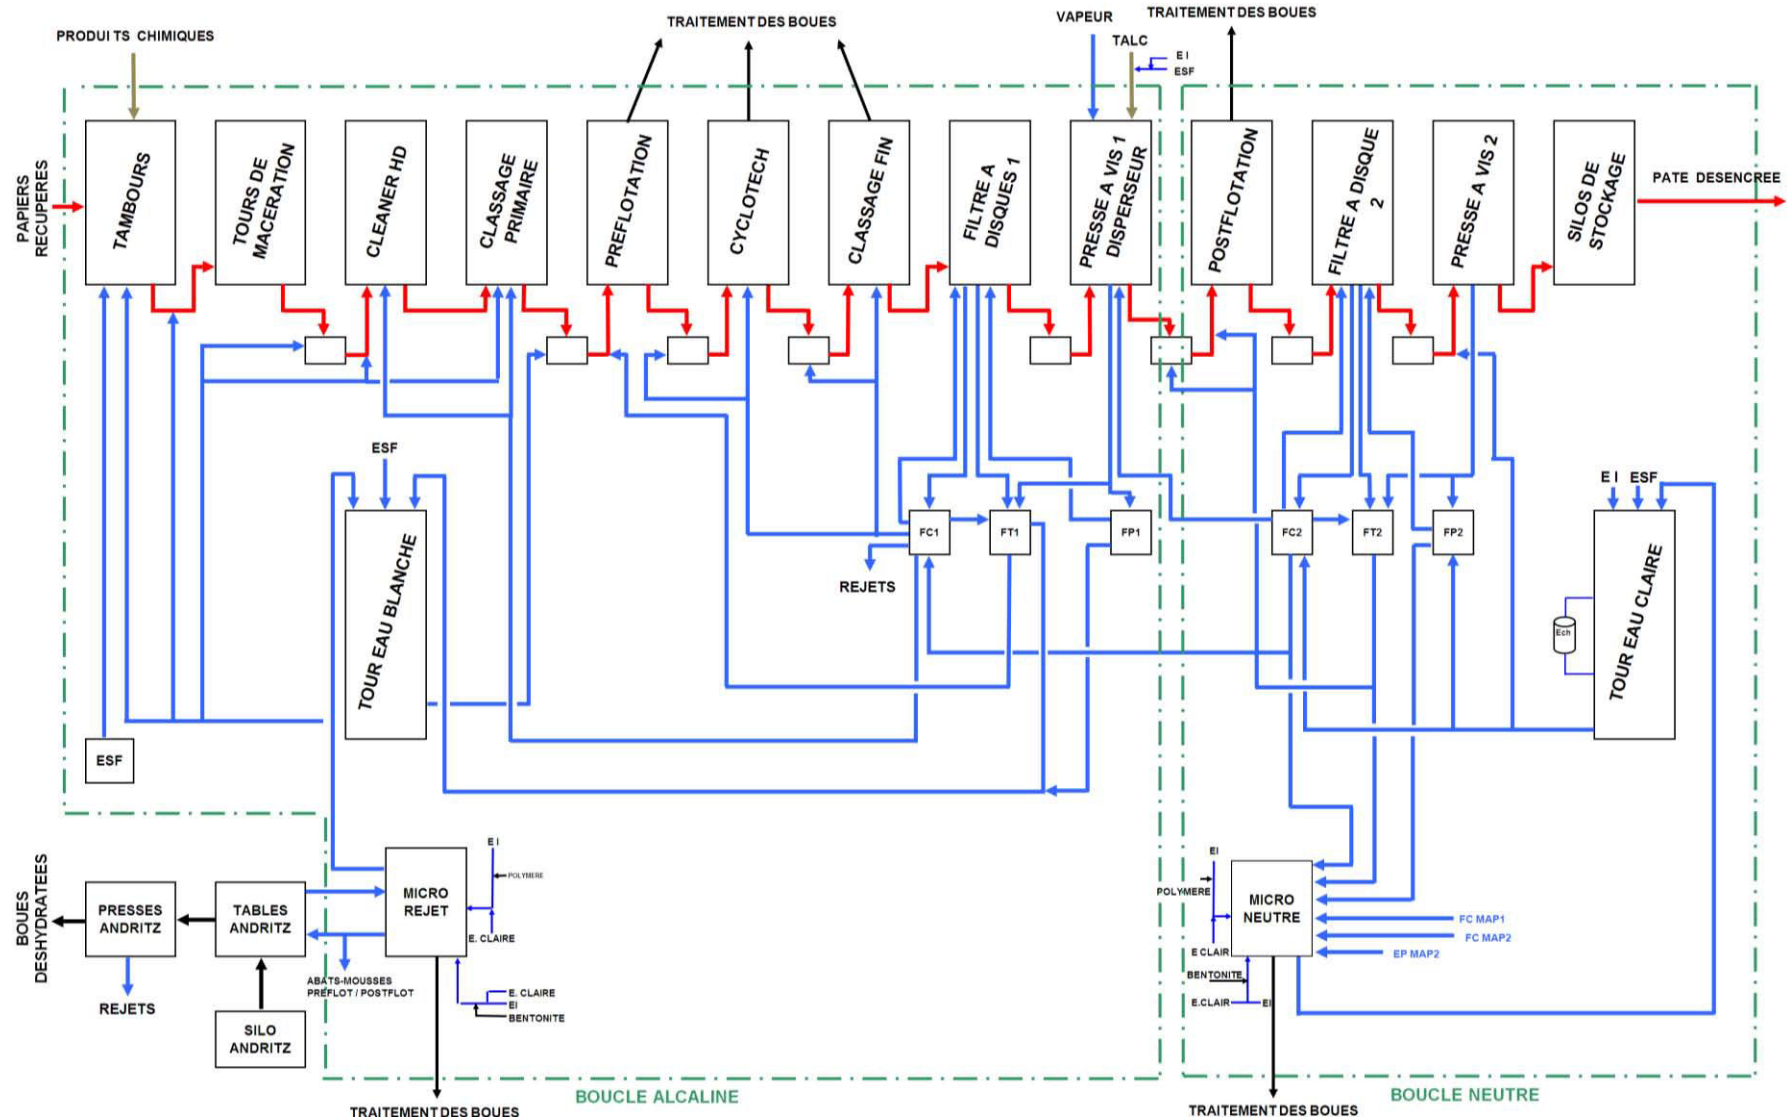 TRAITEMENT DES BOUES
VAPEUR
TRAITEMENT DES BOUES
PRODUITS CHIMIQUES
TALC
E I
ESF
PAPIERS
RECUPERES
TAMBOURS
TOURS DE
MACERATION
CLEANER HD
CLASSAGE
PRIMAIRE
PREFLOTATION
CYCLOTECH
CLASSAGE FIN
FILTRE A
DISQUES 1
PRESSE A VIS 1
DISPERSEUR
POSTFLOTATION
FILTRE A DISQUE
2
PRESSE A VIS 2
SILOS DE
STOCKAGE
PATE DESENCREE
ESF
TOUR EAU BLANCHE
FC1
FT1
FP1
REJETS
FC2
FT2
FP2
E I
ESF
TOUR EAU CLAIRE
Ech
ESF
BOUES
DESHYDRATEES
PRESSES
ANDRITZ
TABLES
ANDRITZ
MICRO
REJET
E I
POLYMERE
E. CLAIRE
REJETS
ABATS-MOUSSES
PREFLOT / POSTFLOT
SILO
ANDRITZ
E. CLAIRE
EI
BENTONITE
TRAITEMENT DES BOUES
BOUCLE ALCALINE
EI
POLYMERE
MICRO
NEUTRE
E CLAIR
BENTONITE
E.CLAIR
EI
FC MAP1
FC MAP2
EP MAP2
TRAITEMENT DES BOUES
BOUCLE NEUTRE